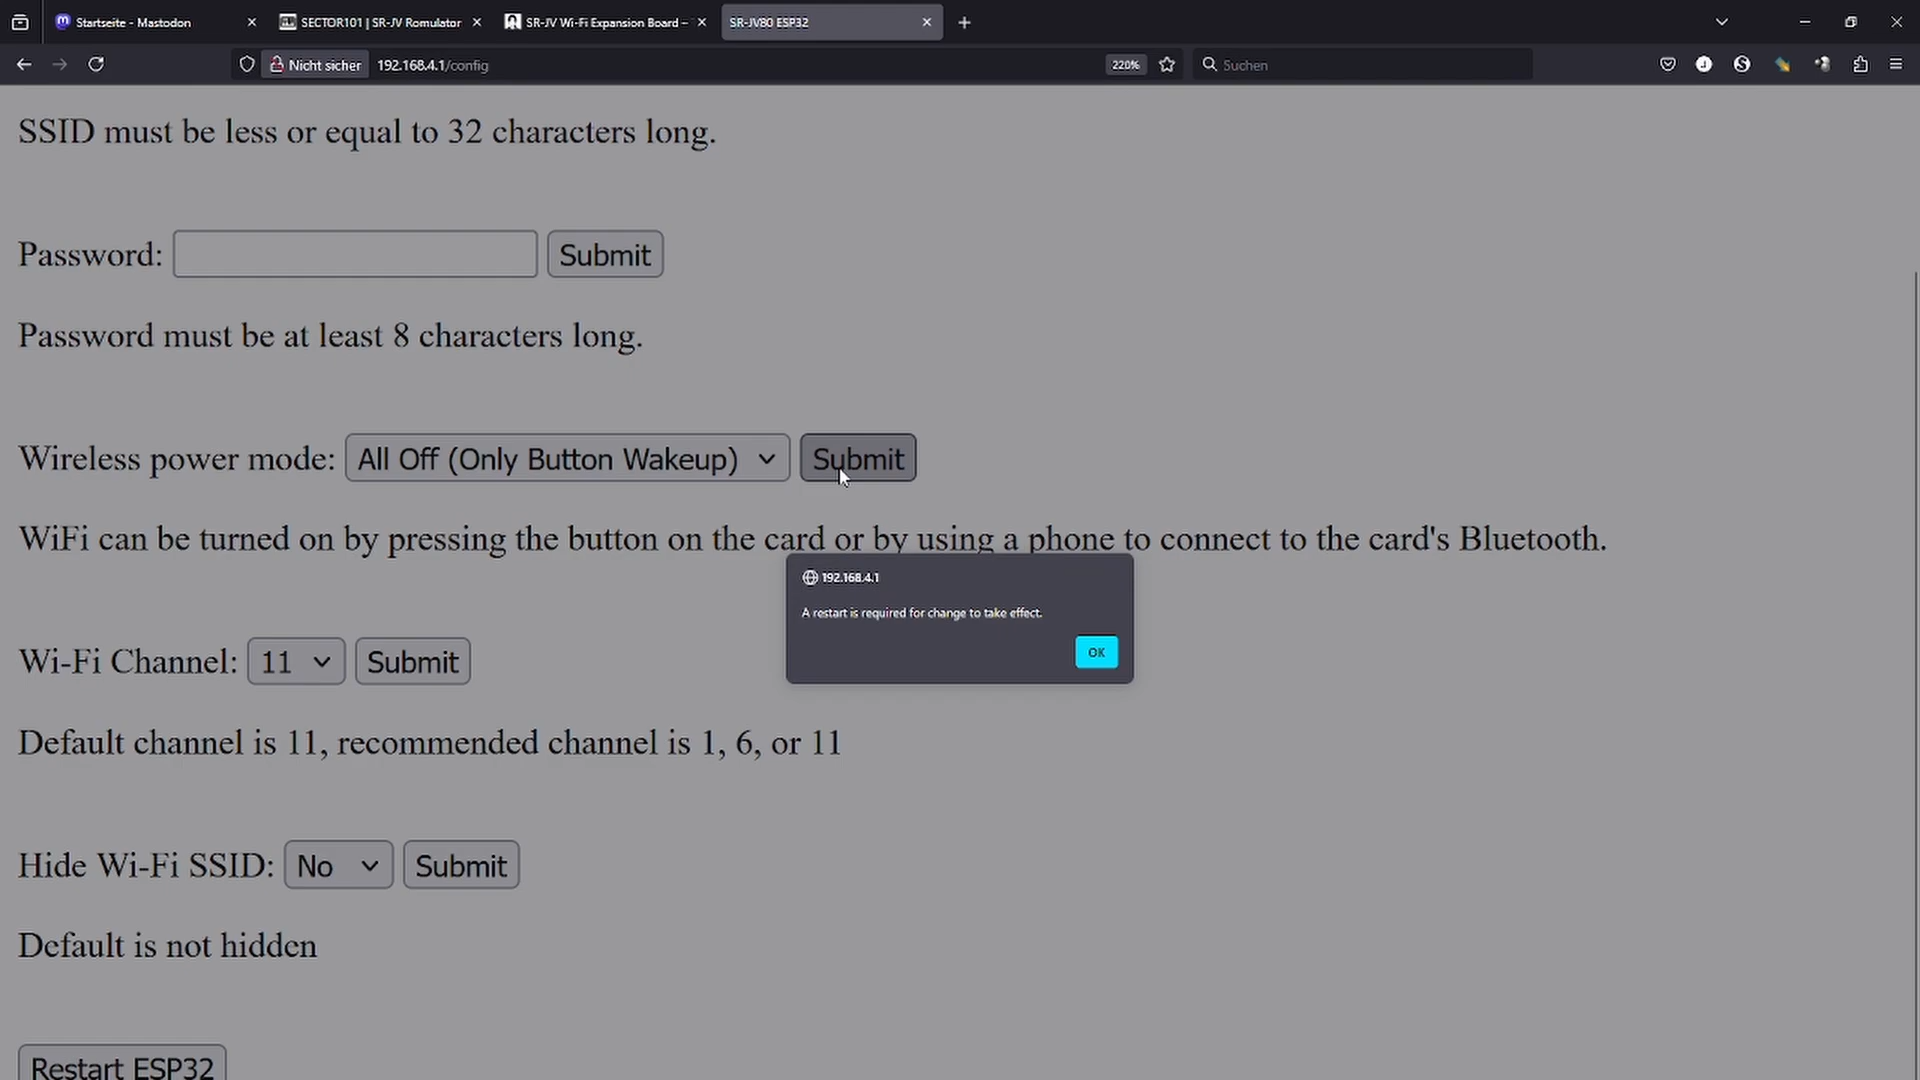 Startseite - Mastodon
SECTOR101 | SR-JV Romulator
SR-JV Wi-Fi Expansion Board –
SR-JV80 ESP32
Nicht sicher
192.168.4.1/config
220%
Suchen
SSID must be less or equal to 32 characters long.
Password:
Submit
Password must be at least 8 characters long.
Wireless power mode:
All Off (Only Button Wakeup)
Submit
WiFi can be turned on by pressing the button on the card or by using a phone to connect to the card's Bluetooth.
192.168.4.1
A restart is required for change to take effect.
OK
Wi-Fi Channel:
11
Submit
Default channel is 11, recommended channel is 1, 6, or 11
Hide Wi-Fi SSID:
No
Submit
Default is not hidden
Restart ESP32